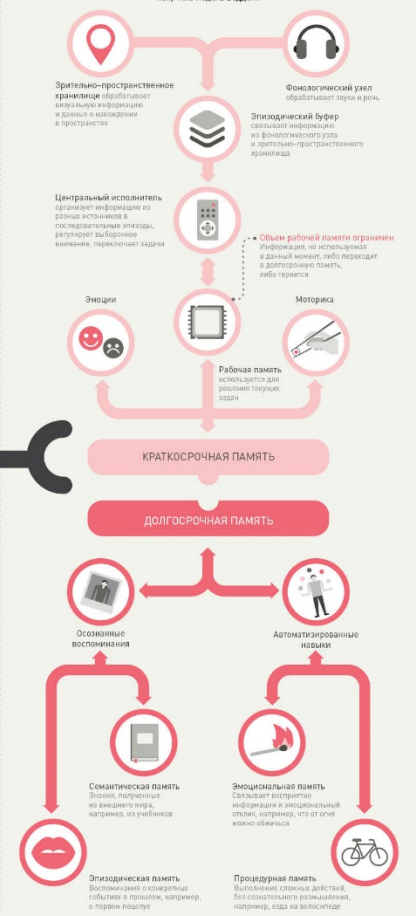 Зрительно-пространственное
хранилище обрабатывает
визуальную информацию
и данные о нахождении
в пространстве
Фонологический узел
обрабатывает звуки и речь
Эпизодический буфер
связывает информацию
из фонологического узла
и зрительно-пространственного
хранилища
Центральный исполнитель
организует информацию из
разных источников в
последовательные эпизоды,
регулирует выборочное
внимание, переключает задачи
Объем рабочей памяти ограничен
Информация, не используемая
в данный момент, либо переходит
в долгосрочную память,
либо теряется
Эмоции
Моторика
Рабочая память
используется для
решения текущих
задач
КРАТКОСРОЧНАЯ ПАМЯТЬ
ДОЛГОСРОЧНАЯ ПАМЯТЬ
Осознанные
воспоминания
Автоматизированные
навыки
Семантическая память
Знания, полученные
из внешнего мира,
например, из учебников
Эмоциональная память
Связывает восприятие
информации и эмоциональный
отклик, например, что от огня
можно обжечься
Эпизодическая память
Воспоминания о конкретных
событиях в прошлом, например,
о первом поцелуе
Процедурная память
Выполнение сложных действий,
без сознательного размышления,
например, езда на велосипеде